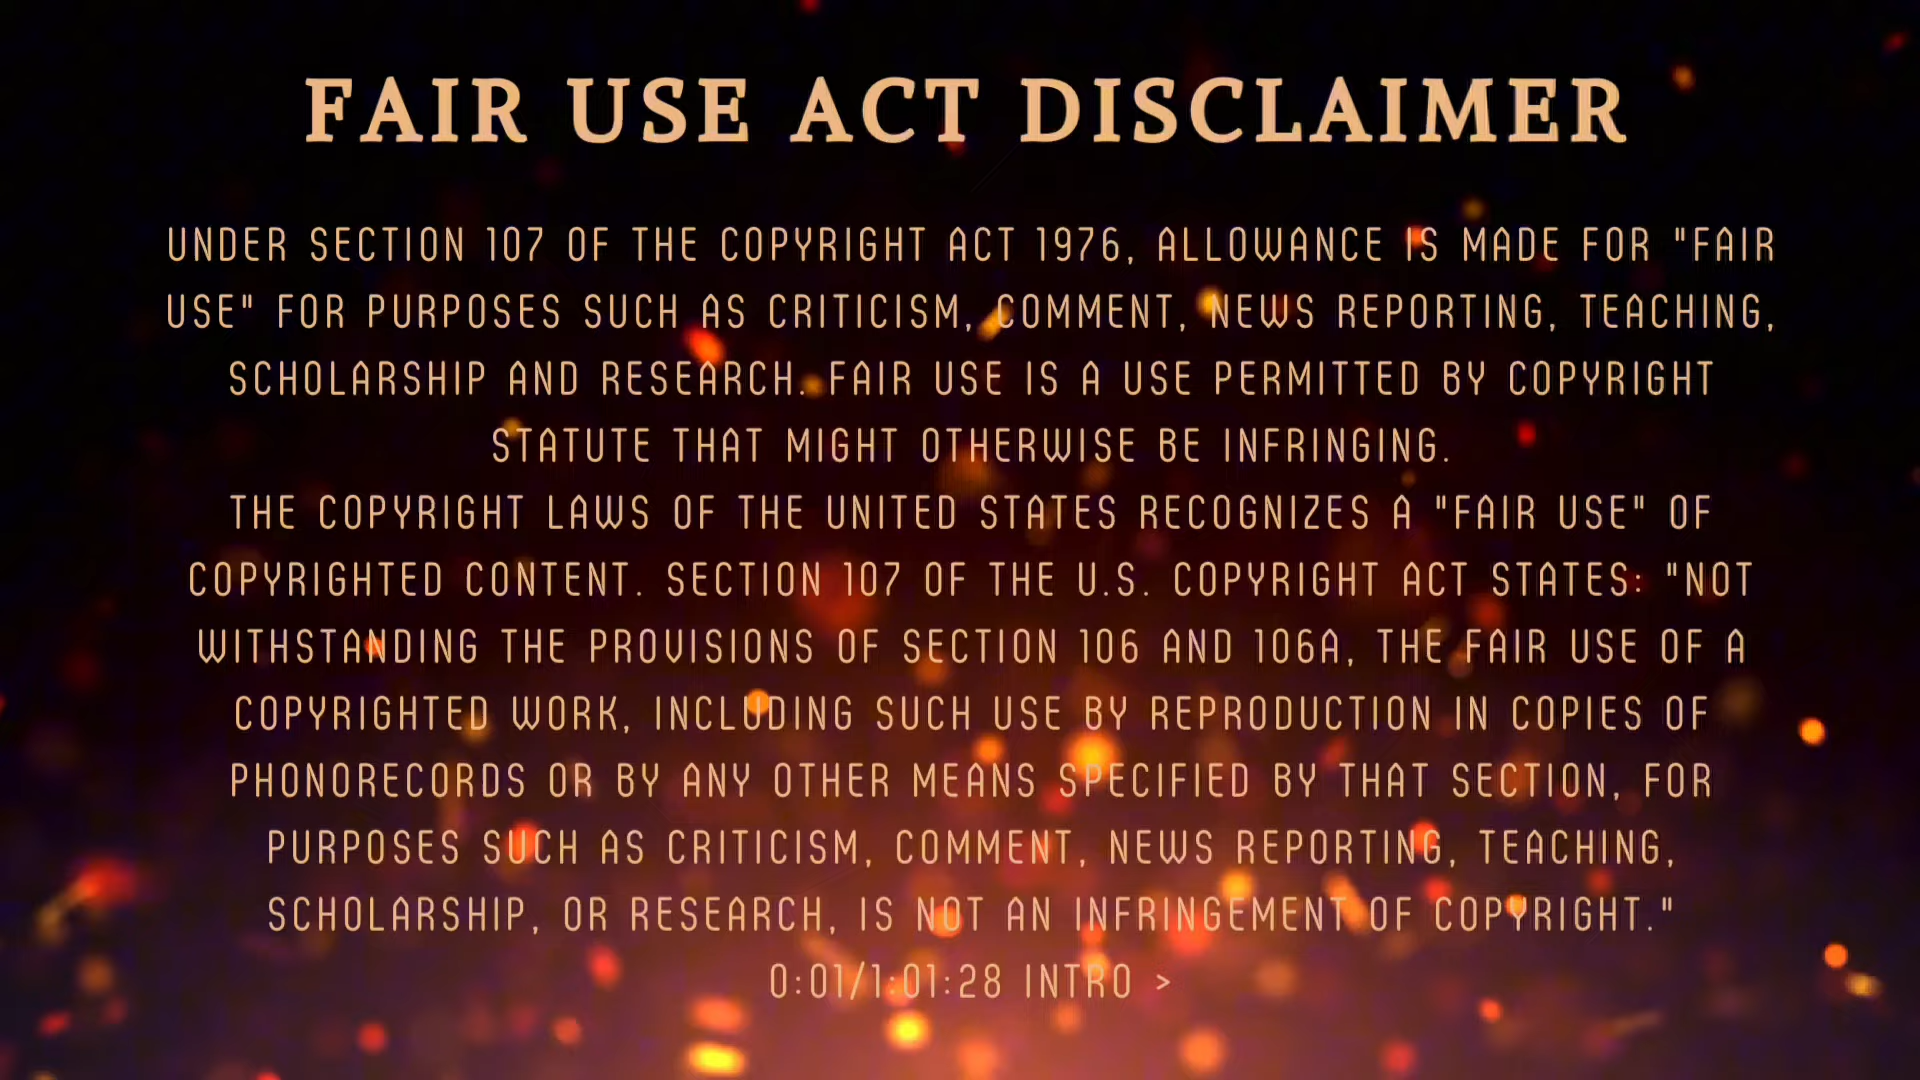 FAIR USE ACT DISCLAIMER
UNDER SECTION 107 OF THE COPYRIGHT ACT 1976, ALLOWANCE IS MADE FOR "FAIR
USE" FOR PURPOSES SUCH AS CRITICISM, COMMENT, NEWS REPORTING, TEACHING,
SCHOLARSHIP AND RESEARCH. FAIR USE IS A USE PERMITTED BY COPYRIGHT
STATUTE THAT MIGHT OTHERWISE BE INFRINGING.
THE COPYRIGHT LAWS OF THE UNITED STATES RECOGNIZES A "FAIR USE" OF
COPYRIGHTED CONTENT. SECTION 107 OF THE U.S. COPYRIGHT ACT STATES: "NOT
WITHSTANDING THE PROVISIONS OF SECTION 106 AND 106A, THE FAIR USE OF A
COPYRIGHTED WORK, INCLUDING SUCH USE BY REPRODUCTION IN COPIES OF
PHONORECORDS OR BY ANY OTHER MEANS SPECIFIED BY THAT SECTION, FOR
PURPOSES SUCH AS CRITICISM, COMMENT, NEWS REPORTING, TEACHING,
SCHOLARSHIP, OR RESEARCH, IS NOT AN INFRINGEMENT OF COPYRIGHT."
0:01/1:01:28 INTRO >